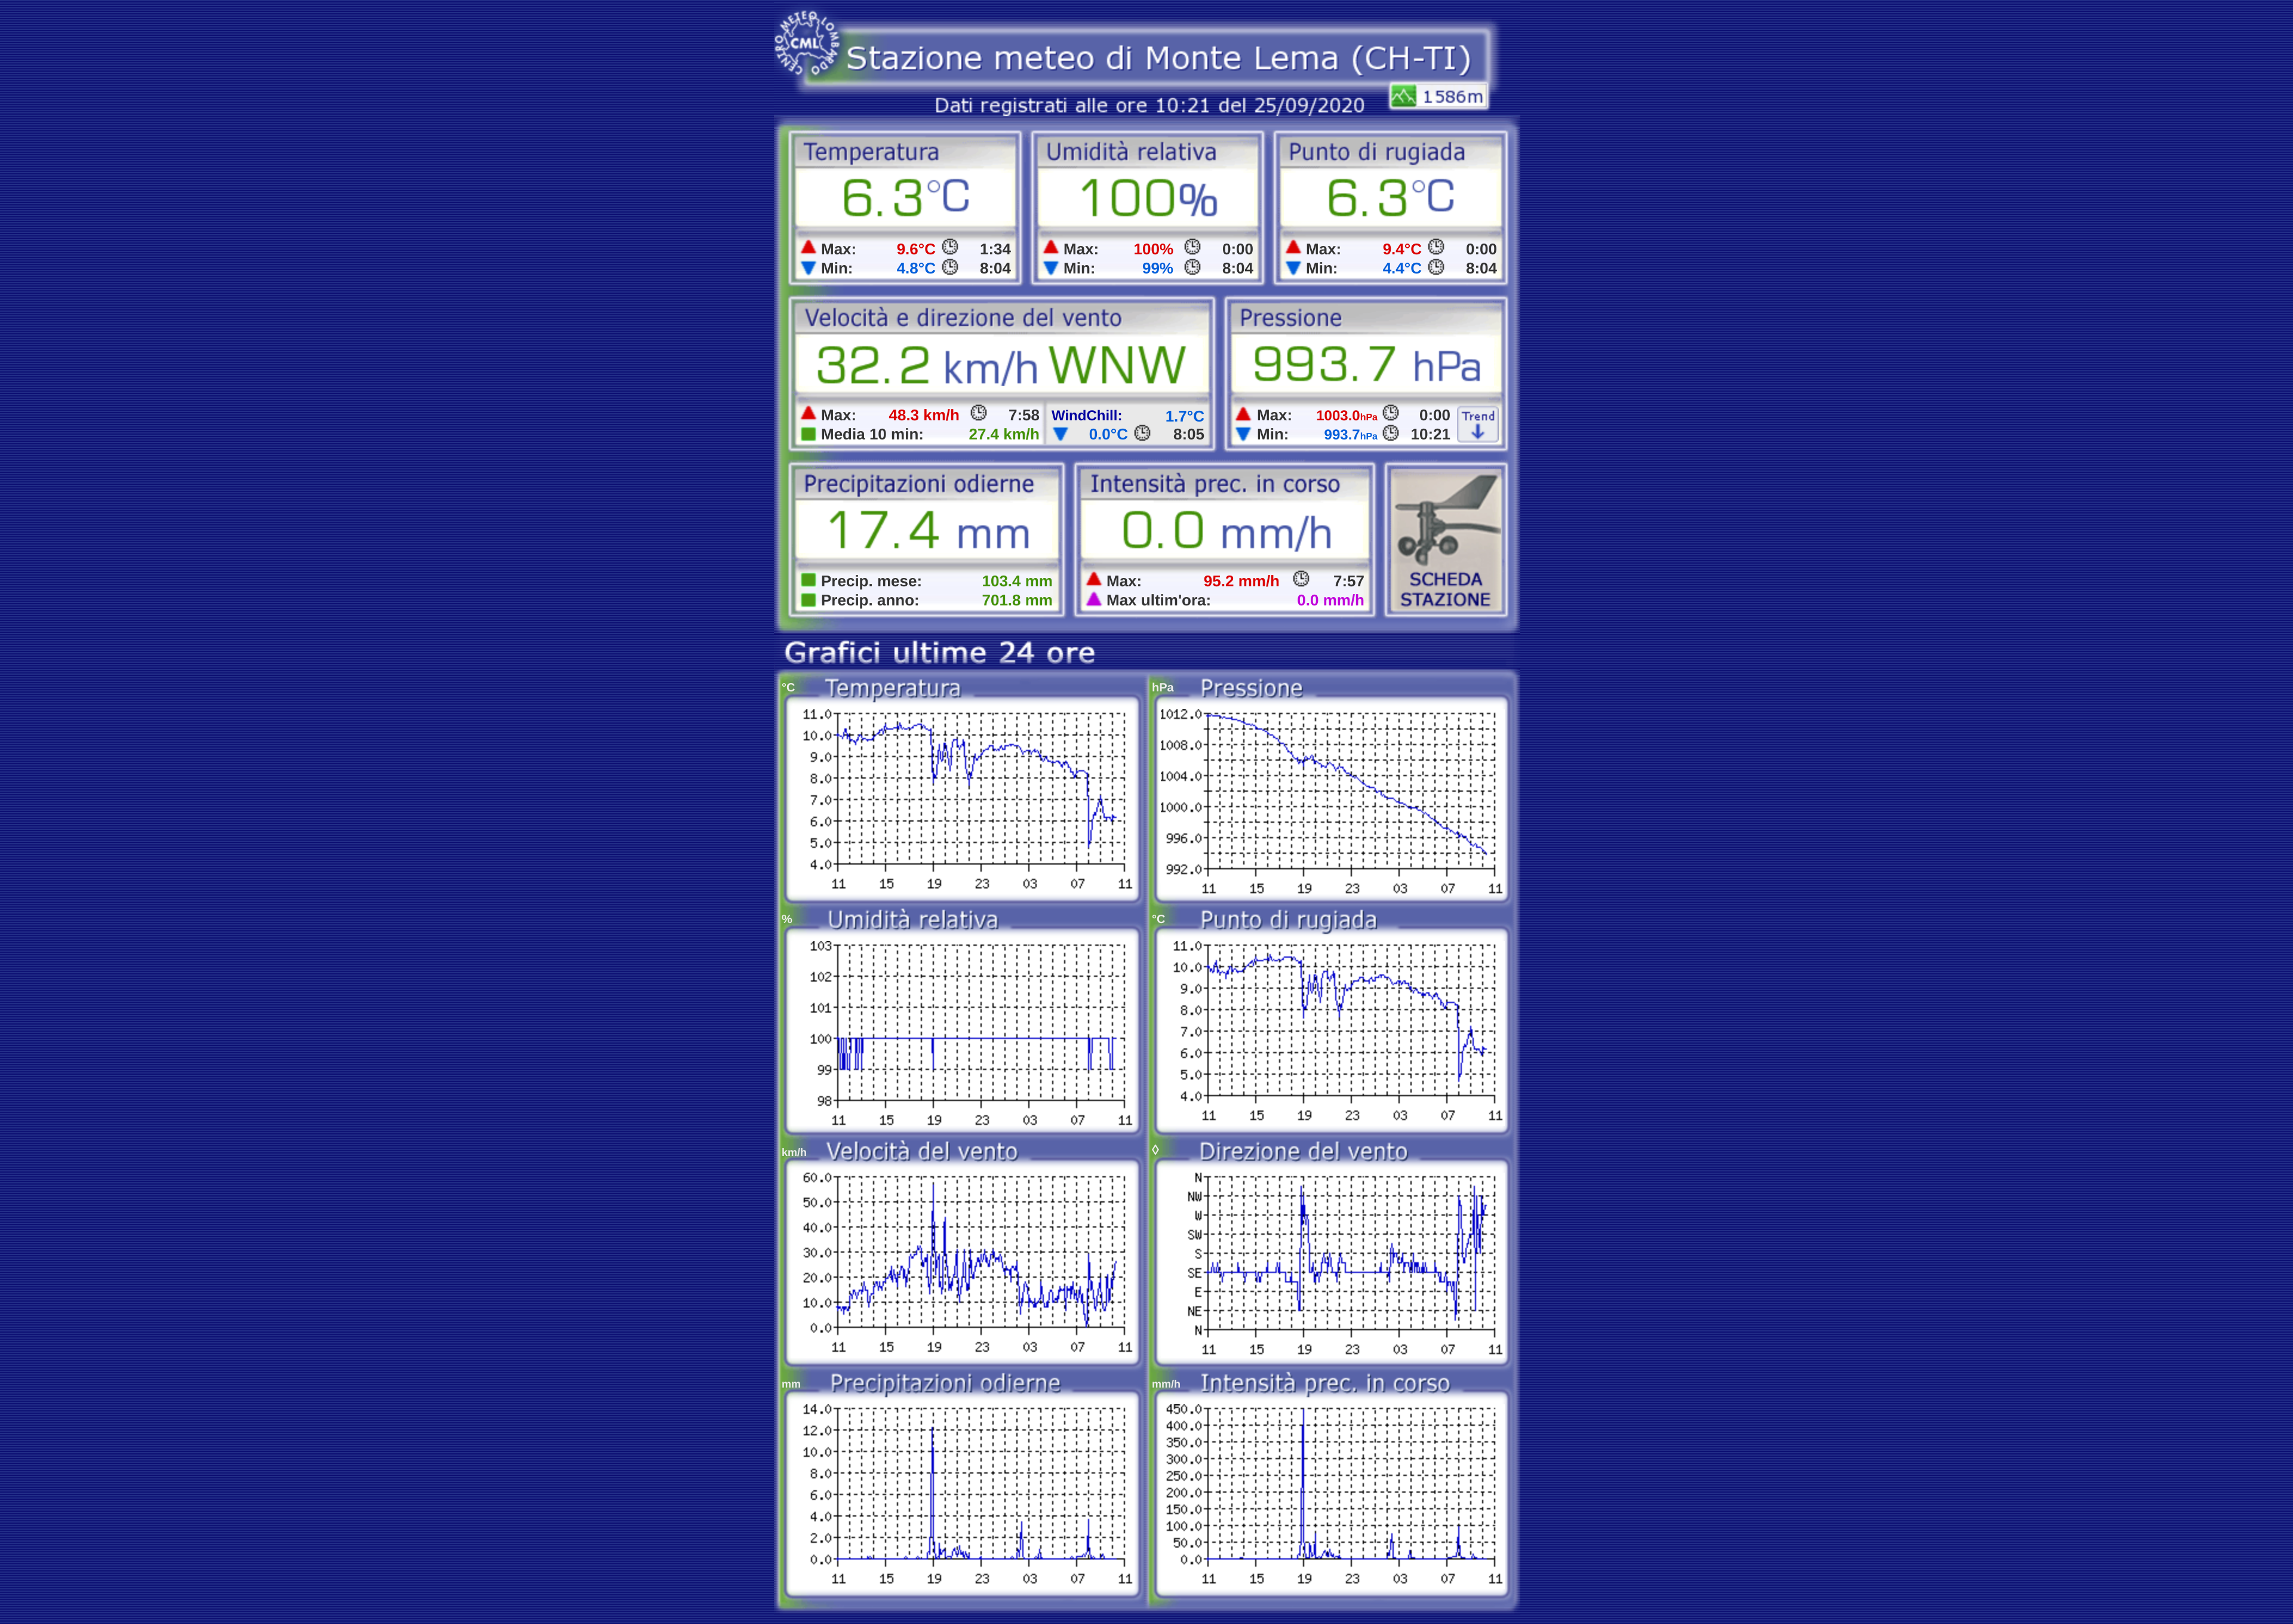 CENTRO METEO LOMBARDO
CML
Stazione meteo di Monte Lema (CH-TI)
1586m
Dati registrati alle ore 10:21 del 25/09/2020
Temperatura
6.3°C
Max: 9.6°C 1:34
Min: 4.8°C 8:04
Umidità relativa
100%
Max: 100% 0:00
Min: 99% 8:04
Punto di rugiada
6.3°C
Max: 9.4°C 0:00
Min: 4.4°C 8:04
Velocità e direzione del vento
32.2 km/h WNW
Max: 48.3 km/h 7:58
Media 10 min: 27.4 km/h
WindChill: 1.7°C
0.0°C 8:05
Pressione
993.7 hPa
Max: 1003.0hPa 0:00
Min: 993.7hPa 10:21
Trend
Precipitazioni odierne
17.4 mm
Precip. mese: 103.4 mm
Precip. anno: 701.8 mm
Intensità prec. in corso
0.0 mm/h
Max: 95.2 mm/h 7:57
Max ultim'ora: 0.0 mm/h
SCHEDA
STAZIONE
Grafici ultime 24 ore
°C Temperatura
11.0
10.0
9.0
8.0
7.0
6.0
5.0
4.0
11 15 19 23 03 07 11
hPa Pressione
1012.0
1008.0
1004.0
1000.0
996.0
992.0
11 15 19 23 03 07 11
% Umidità relativa
103
102
101
100
99
98
11 15 19 23 03 07 11
°C Punto di rugiada
11.0
10.0
9.0
8.0
7.0
6.0
5.0
4.0
11 15 19 23 03 07 11
km/h Velocità del vento
60.0
50.0
40.0
30.0
20.0
10.0
0.0
11 15 19 23 03 07 11
◊ Direzione del vento
N
NW
W
SW
S
SE
E
NE
N
11 15 19 23 03 07 11
mm Precipitazioni odierne
14.0
12.0
10.0
8.0
6.0
4.0
2.0
0.0
11 15 19 23 03 07 11
mm/h Intensità prec. in corso
450.0
400.0
350.0
300.0
250.0
200.0
150.0
100.0
50.0
0.0
11 15 19 23 03 07 11